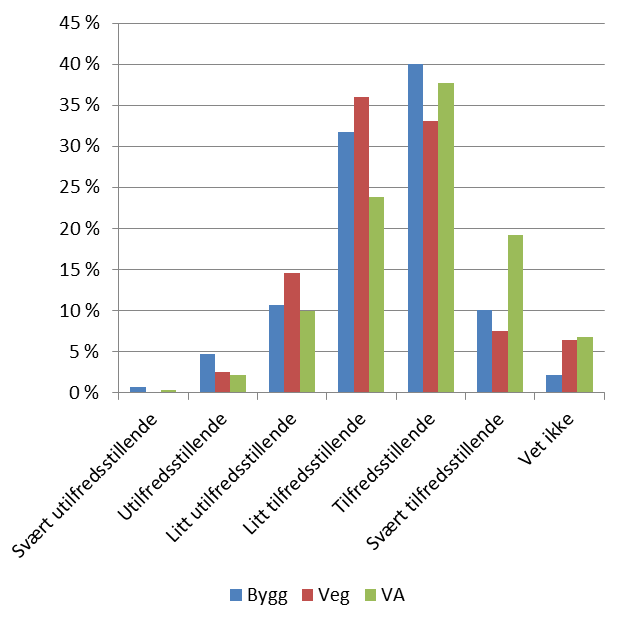 45 %
40 %
35 %
30 %
25 %
20 %
15 %
10 %
5 %
0 %
Svært utilfredsstillende
Utilfredsstillende
Litt utilfredsstillende
Litt tilfredsstillende
Tilfredsstillende
Svært tilfredsstillende
Vet ikke
Bygg Veg VA